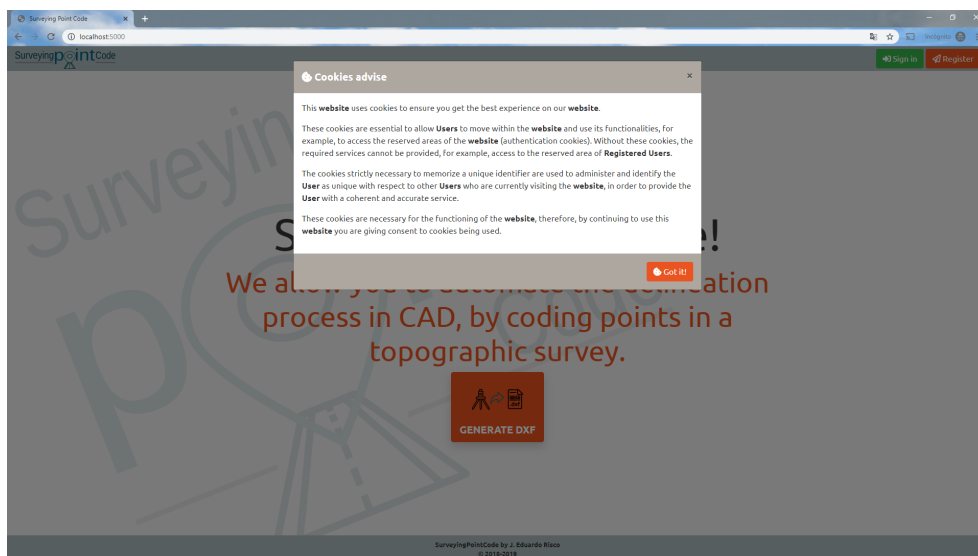 Surveying Point Code
localhost:5000
Incógnito
SurveyingpointCode
Sign in
Register
Cookies advise
This website uses cookies to ensure you get the best experience on our website.
These cookies are essential to allow Users to move within the website and use its functionalities, for
example, to access the reserved areas of the website (authentication cookies). Without these cookies, the
required services cannot be provided, for example, access to the reserved area of Registered Users.
The cookies strictly necessary to memorize a unique identifier are used to administer and identify the
User as unique with respect to other Users who are currently visiting the website, in order to provide the
User with a coherent and accurate service.
These cookies are necessary for the functioning of the website, therefore, by continuing to use this
website you are giving consent to cookies being used.
Got it!
We allow you to automate the
process in CAD, by coding points in a
topographic survey.
GENERATE DXF
Surveying
SurveyingPointCode by J. Eduardo Risco
© 2018-2019